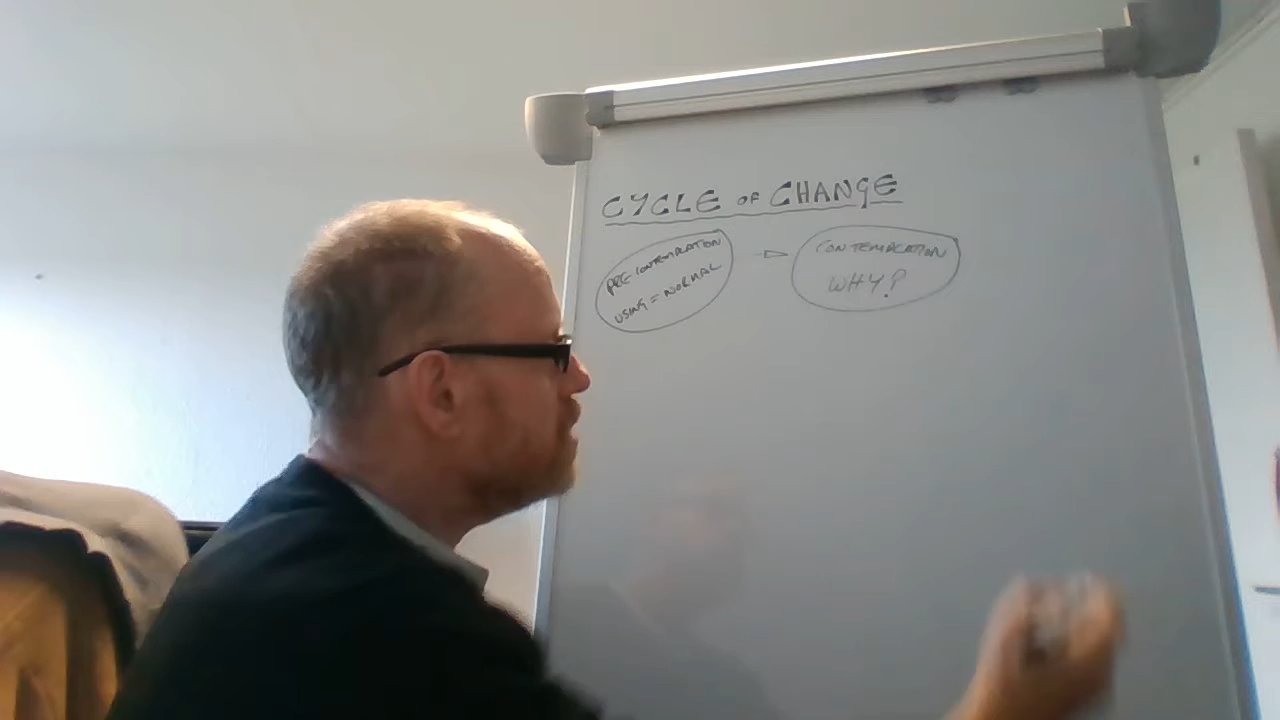 CYCLE OF CHANGE
PRE CONTEMPLATION
USING = NORMAL
CONTEMPLATION
WHY?